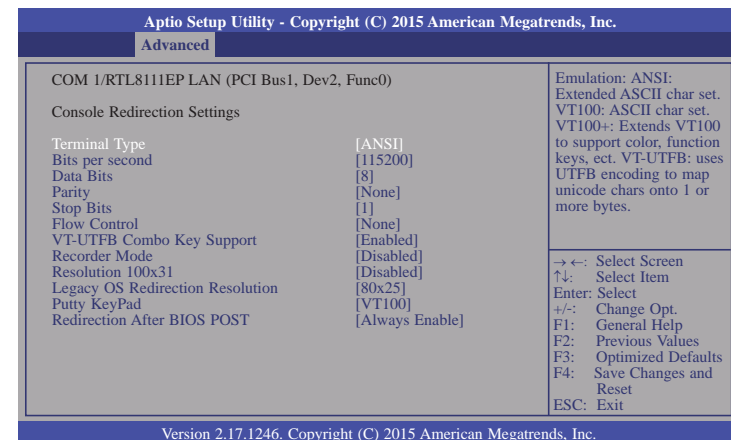 Aptio Setup Utility - Copyright (C) 2015 American Megatrends, Inc.
Advanced
COM 1/RTL8111EP LAN (PCI Bus1, Dev2, Func0)
Console Redirection Settings
Terminal Type [ANSI]
Bits per second [115200]
Data Bits [8]
Parity [None]
Stop Bits [1]
Flow Control [None]
VT-UTFB Combo Key Support [Enabled]
Recorder Mode [Disabled]
Resolution 100x31 [Disabled]
Legacy OS Redirection Resolution [80x25]
Putty KeyPad [VT100]
Redirection After BIOS POST [Always Enable]
Emulation: ANSI:
Extended ASCII char set.
VT100: ASCII char set.
VT100+: Extends VT100
to support color, function
keys, ect. VT-UTFB: uses
UTFB encoding to map
unicode chars onto 1 or
more bytes.
→←: Select Screen
↑↓: Select Item
Enter: Select
+/-: Change Opt.
F1: General Help
F2: Previous Values
F3: Optimized Defaults
F4: Save Changes and
Reset
ESC: Exit
Version 2.17.1246. Copyright (C) 2015 American Megatrends, Inc.